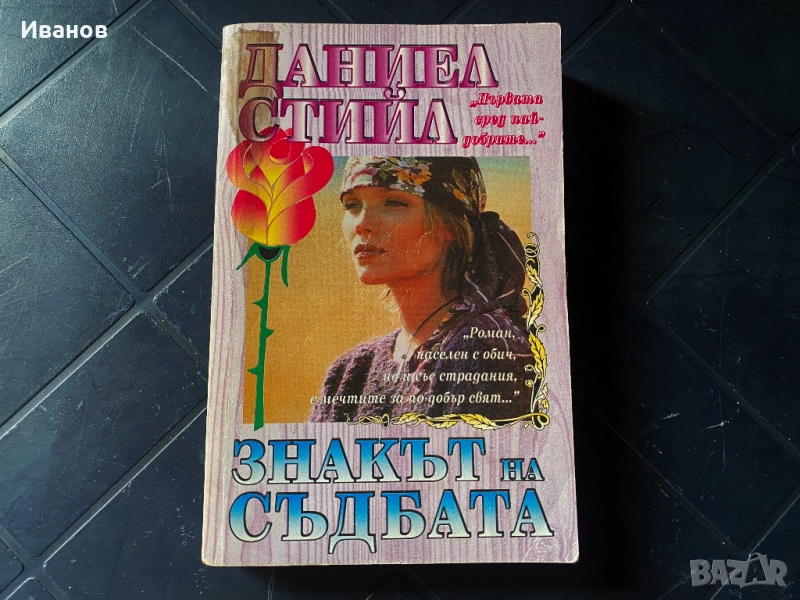 Иванов
ДАНИЕЛ
СТИЙЛ
„Първата
сред най-
добрите..."
„Роман,
населен с обич,
но и със страдания,
с мечтите за по-добър свят..."
ЗНАКЪТ НА
СЪДБАТА
BAZAR